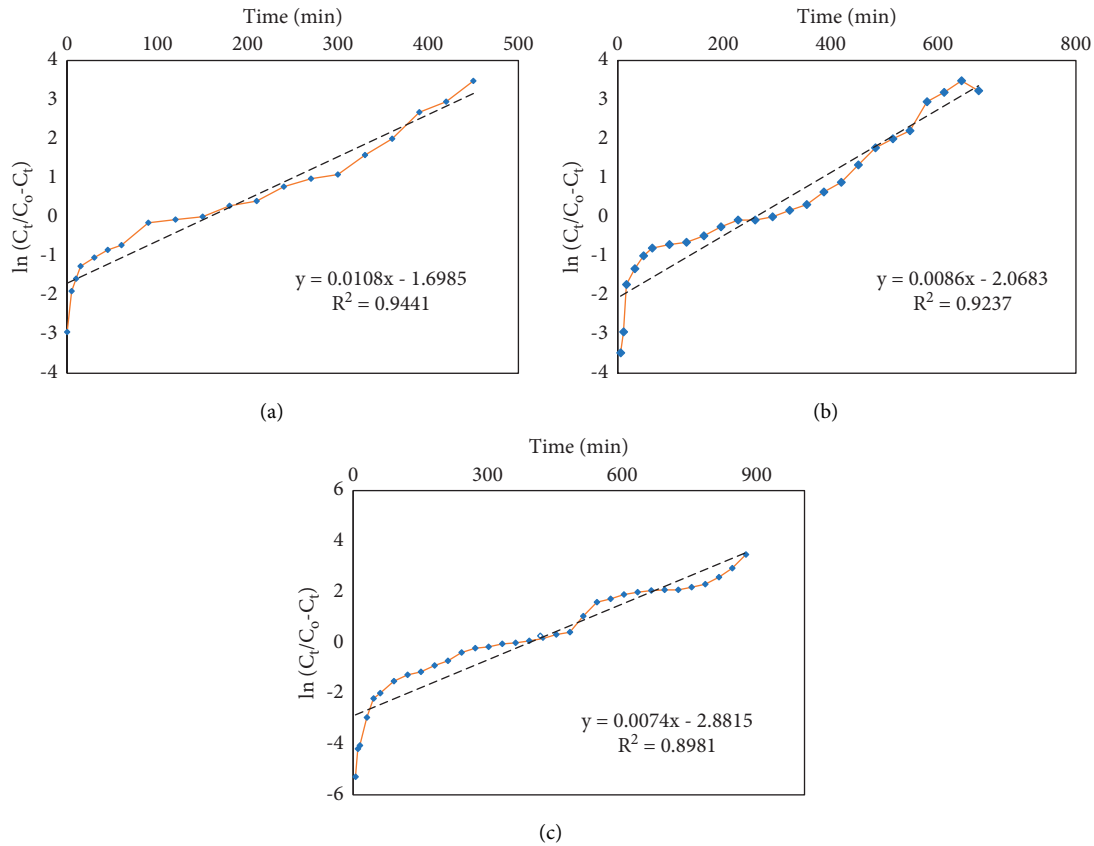 Time (min)
0 100 200 300 400 500
4
3
2
1
0
-1
-2
-3
-4
ln (Cₜ/Cₒ-Cₜ)
y = 0.0108x - 1.6985
R² = 0.9441
(a)
Time (min)
0 200 400 600 800
4
3
2
1
0
-1
-2
-3
-4
ln (Cₜ/Cₒ-Cₜ)
y = 0.0086x - 2.0683
R² = 0.9237
(b)
Time (min)
0 300 600 900
6
4
2
0
-2
-4
-6
ln (Cₜ/Cₒ-Cₜ)
y = 0.0074x - 2.8815
R² = 0.8981
(c)